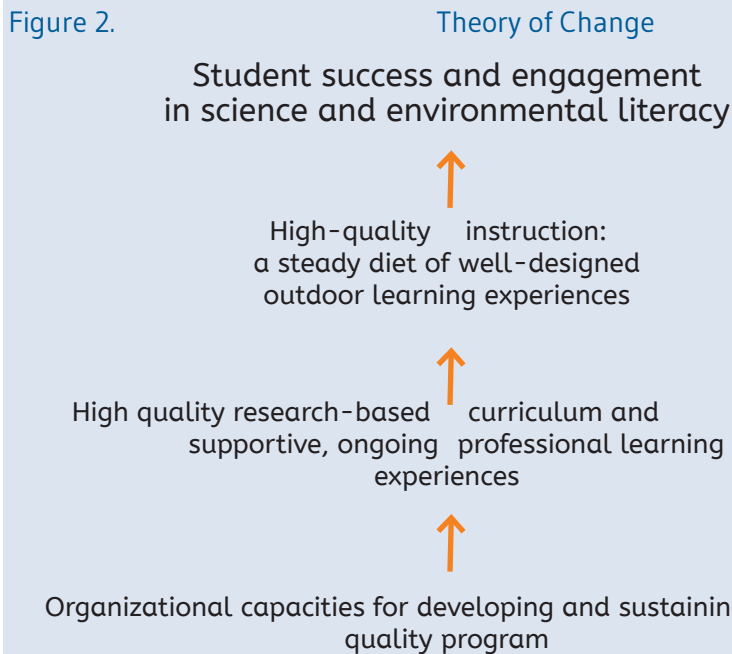 Figure 2. Theory of Change
Student success and engagement
in science and environmental literacy
High-quality instruction:
a steady diet of well-designed
outdoor learning experiences
High quality research-based curriculum and
supportive, ongoing professional learning
experiences
Organizational capacities for developing and sustainin
quality program